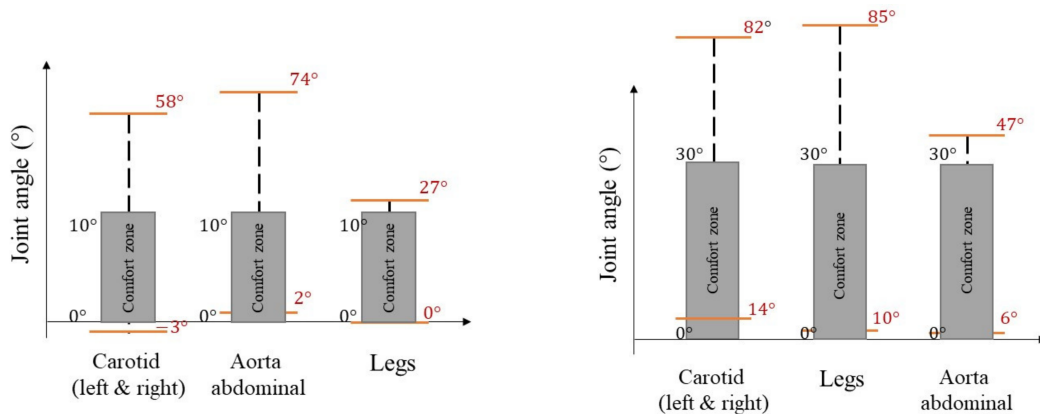 Joint angle (°)
58°
10°
Comfort zone
0°
−3°
Carotid
(left & right)
74°
10°
Comfort zone
2°
0°
Aorta
abdominal
27°
10°
Comfort zone
0°
0°
Legs
Joint angle (°)
82°
30°
Comfort zone
14°
0°
Carotid
(left & right)
85°
30°
Comfort zone
10°
0°
Legs
47°
30°
Comfort zone
6°
0°
Aorta
abdominal